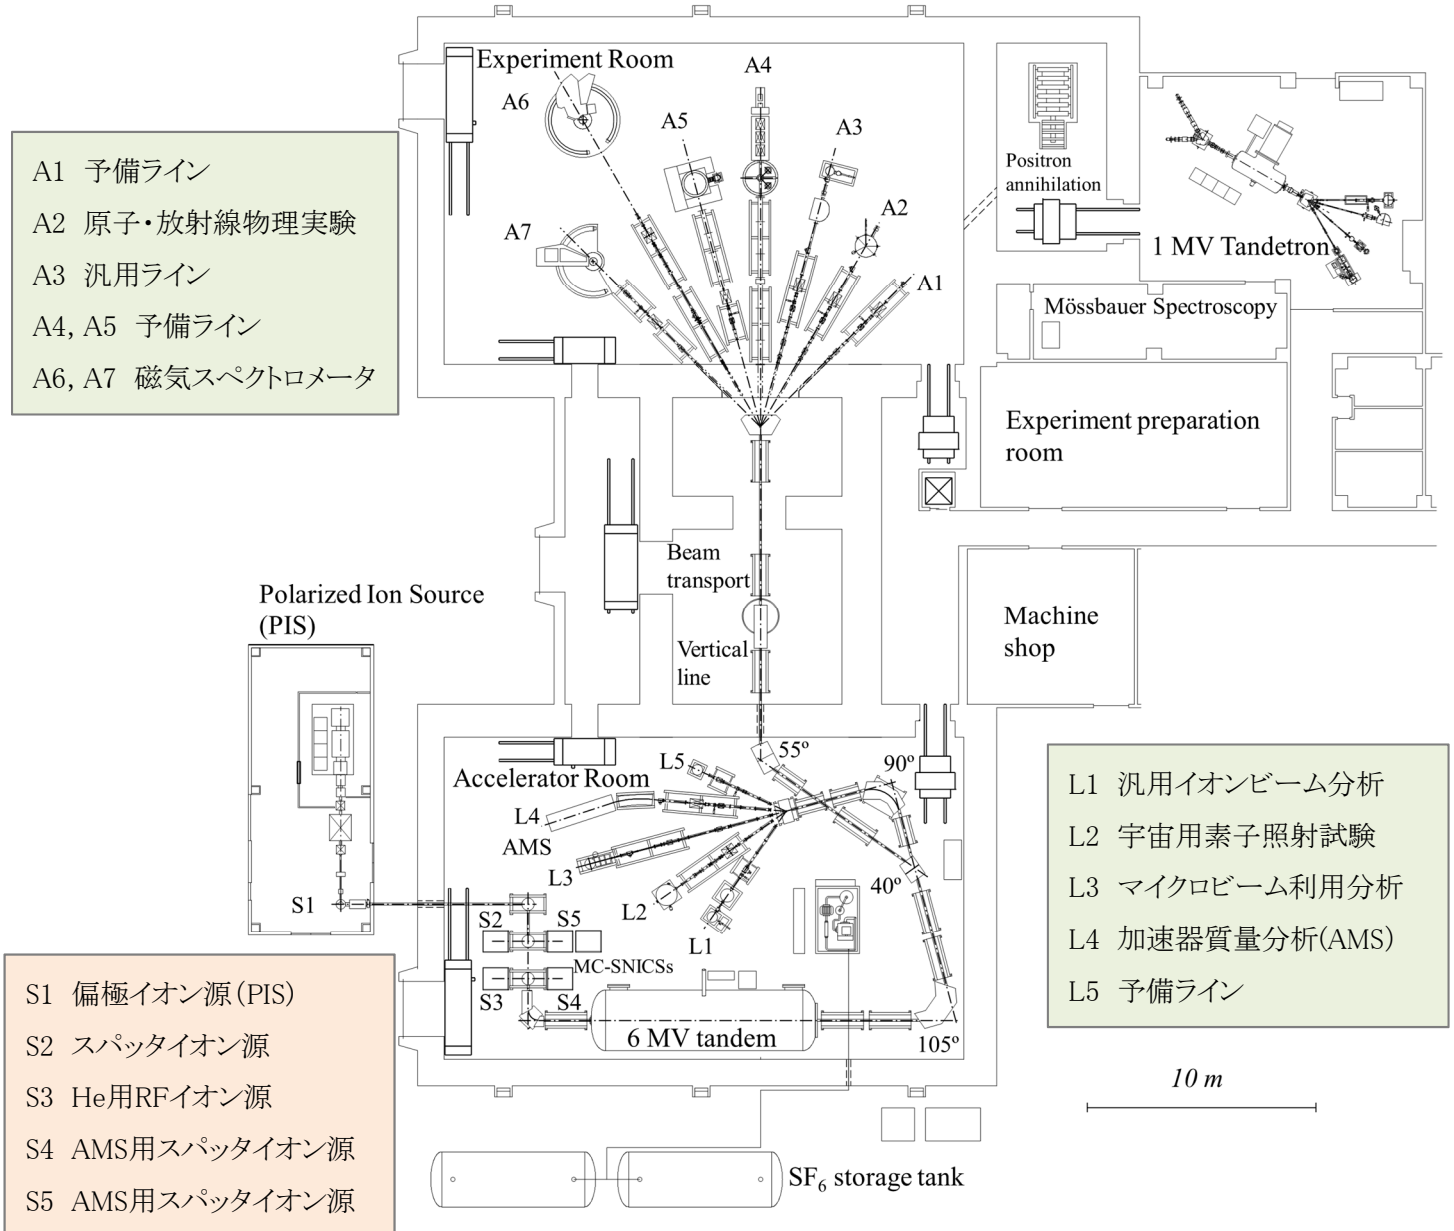 Experiment Room
A4
A6
A5
A3
A2
A7
A1
Positron
annihilation
1 MV Tandetron
Mössbauer Spectroscopy
A1 予備ライン
A2 原子・放射線物理実験
A3 汎用ライン
A4, A5 予備ライン
A6, A7 磁気スペクトロメータ
Experiment preparation
room
Beam
transport
Polarized Ion Source
(PIS)
Machine
shop
Vertical
line
55º
90º
Accelerator Room
L5
L4
AMS
L3
40º
L2
L1
S1
S2
S5
MC-SNICSs
S3
S4
6 MV tandem
105º
L1 汎用イオンビーム分析
L2 宇宙用素子照射試験
L3 マイクロビーム利用分析
L4 加速器質量分析(AMS)
L5 予備ライン
S1 偏極イオン源(PIS)
S2 スパッタイオン源
S3 He用RFイオン源
S4 AMS用スパッタイオン源
S5 AMS用スパッタイオン源
10 m
SF6 storage tank